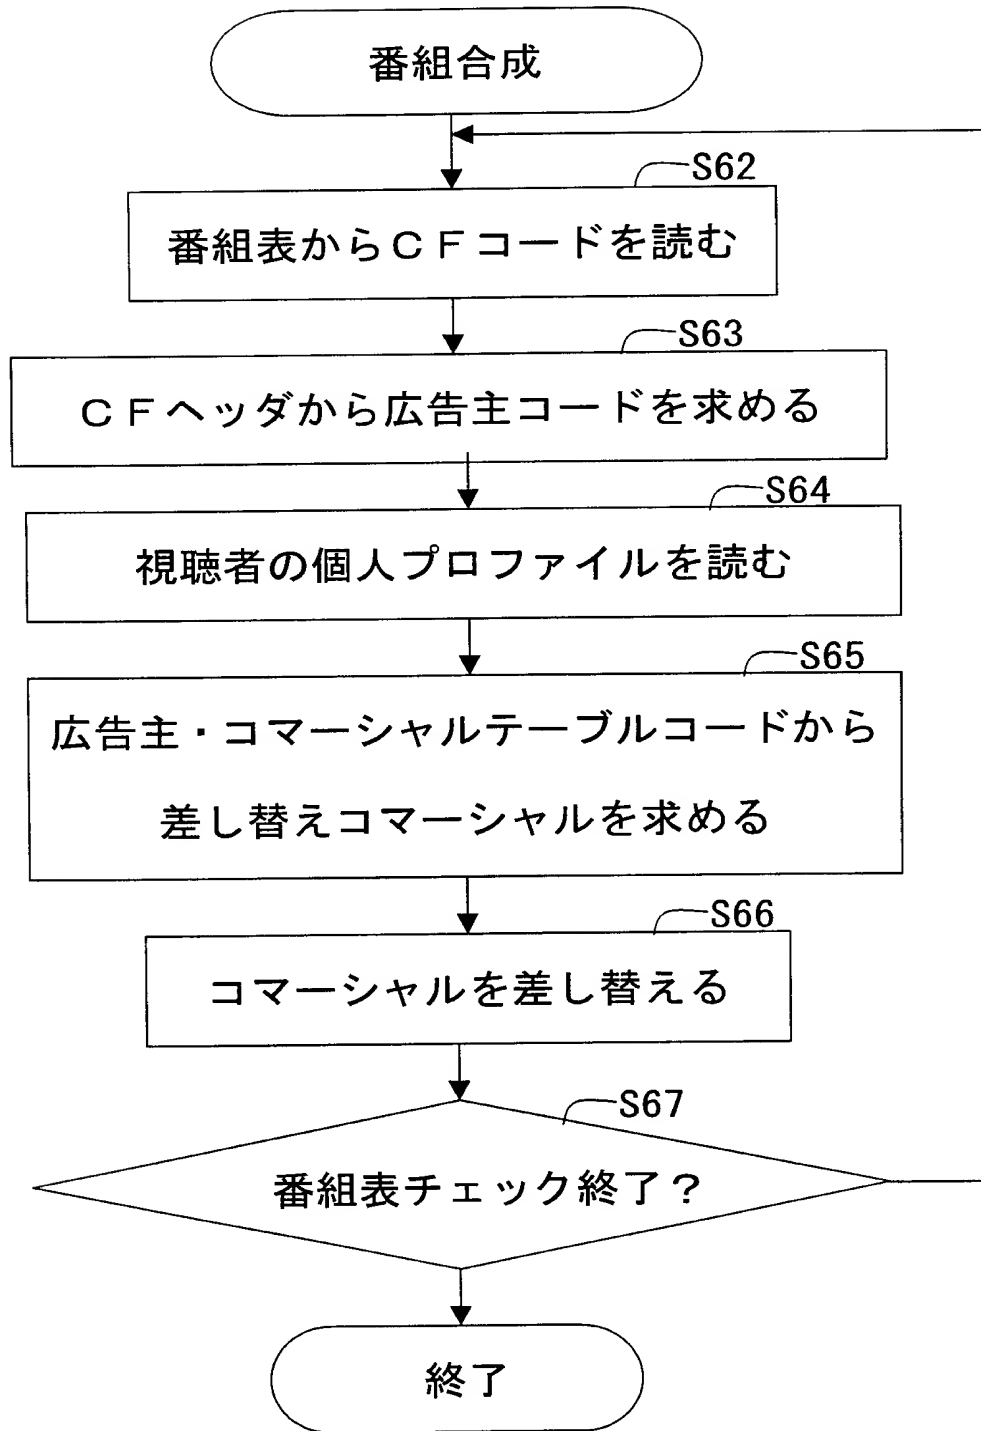 番組合成
S62
番組表からＣＦコードを読む
S63
ＣＦヘッダから広告主コードを求める
S64
視聴者の個人プロファイルを読む
S65
広告主・コマーシャルテーブルコードから
差し替えコマーシャルを求める
S66
コマーシャルを差し替える
S67
番組表チェック終了？
終了